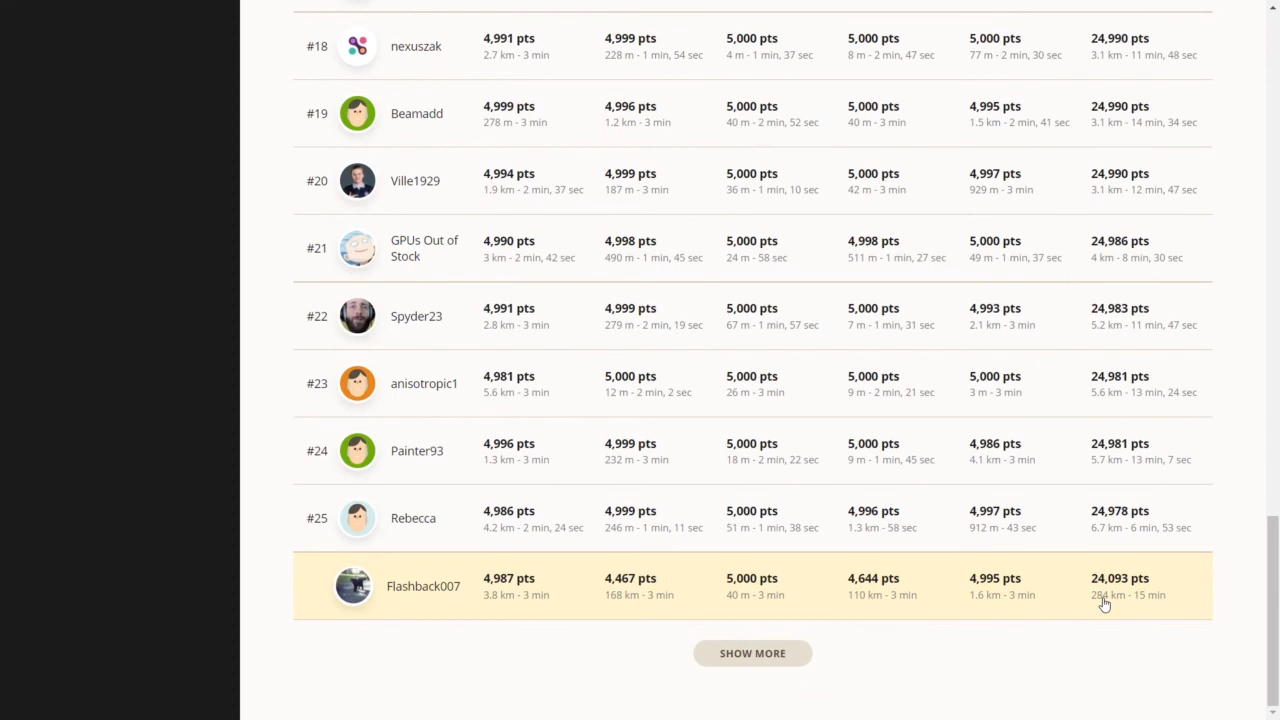 #18 nexuszak 4,991 pts 4,999 pts 5,000 pts 5,000 pts 5,000 pts 24,990 pts
2.7 km - 3 min 228 m - 1 min, 54 sec 4 m - 1 min, 37 sec 8 m - 2 min, 47 sec 77 m - 2 min, 30 sec 3.1 km - 11 min, 48 sec
#19 Beamadd 4,999 pts 4,996 pts 5,000 pts 5,000 pts 4,995 pts 24,990 pts
278 m - 3 min 1.2 km - 3 min 40 m - 2 min, 52 sec 40 m - 3 min 1.5 km - 2 min, 41 sec 3.1 km - 14 min, 34 sec
#20 Ville1929 4,994 pts 4,999 pts 5,000 pts 5,000 pts 4,997 pts 24,990 pts
1.9 km - 2 min, 37 sec 187 m - 3 min 36 m - 1 min, 10 sec 42 m - 3 min 929 m - 3 min 3.1 km - 12 min, 47 sec
#21 GPUs Out of Stock 4,990 pts 4,998 pts 5,000 pts 4,998 pts 5,000 pts 24,986 pts
3 km - 2 min, 42 sec 490 m - 1 min, 45 sec 24 m - 58 sec 511 m - 1 min, 27 sec 49 m - 1 min, 37 sec 4 km - 8 min, 30 sec
#22 Spyder23 4,991 pts 4,999 pts 5,000 pts 5,000 pts 4,993 pts 24,983 pts
2.8 km - 3 min 279 m - 2 min, 19 sec 67 m - 1 min, 57 sec 7 m - 1 min, 31 sec 2.1 km - 3 min 5.2 km - 11 min, 47 sec
#23 anisotropic1 4,981 pts 5,000 pts 5,000 pts 5,000 pts 5,000 pts 24,981 pts
5.6 km - 3 min 12 m - 2 min, 2 sec 26 m - 3 min 9 m - 2 min, 21 sec 3 m - 3 min 5.6 km - 13 min, 24 sec
#24 Painter93 4,996 pts 4,999 pts 5,000 pts 5,000 pts 4,986 pts 24,981 pts
1.3 km - 3 min 232 m - 3 min 18 m - 2 min, 22 sec 9 m - 1 min, 45 sec 4.1 km - 3 min 5.7 km - 13 min, 7 sec
#25 Rebecca 4,986 pts 4,999 pts 5,000 pts 4,996 pts 4,997 pts 24,978 pts
4.2 km - 2 min, 24 sec 246 m - 1 min, 11 sec 51 m - 1 min, 38 sec 1.3 km - 58 sec 912 m - 43 sec 6.7 km - 6 min, 53 sec
Flashback007 4,987 pts 4,467 pts 5,000 pts 4,644 pts 4,995 pts 24,093 pts
3.8 km - 3 min 168 km - 3 min 40 m - 3 min 110 km - 3 min 1.6 km - 3 min 284 km - 15 min
SHOW MORE